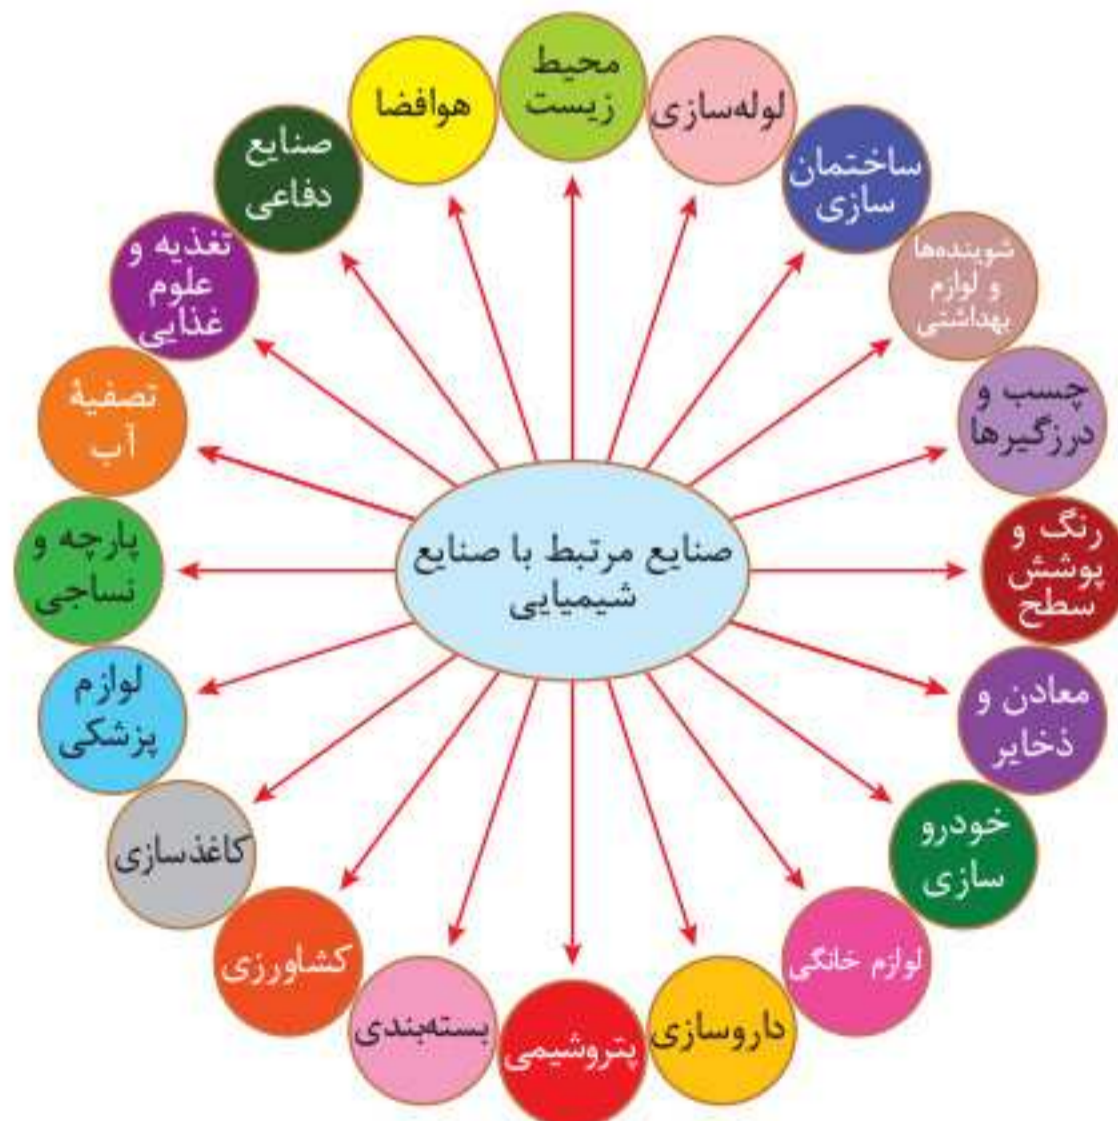 صنایع مرتبط با صنایع
شیمیایی
محیط
زیست
لوله‌سازی
ساختمان
سازی
شوینده‌ها
و لوازم
بهداشتی
چسب و
درزگیرها
رنگ و
پوشش
سطح
معادن و
ذخایر
خودرو
سازی
لوازم خانگی
داروسازی
پتروشیمی
بسته‌بندی
کشاورزی
کاغذسازی
لوازم
پزشکی
پارچه و
نساجی
تصفیهٔ
آب
تغذیه و
علوم
غذایی
صنایع
دفاعی
هوافضا